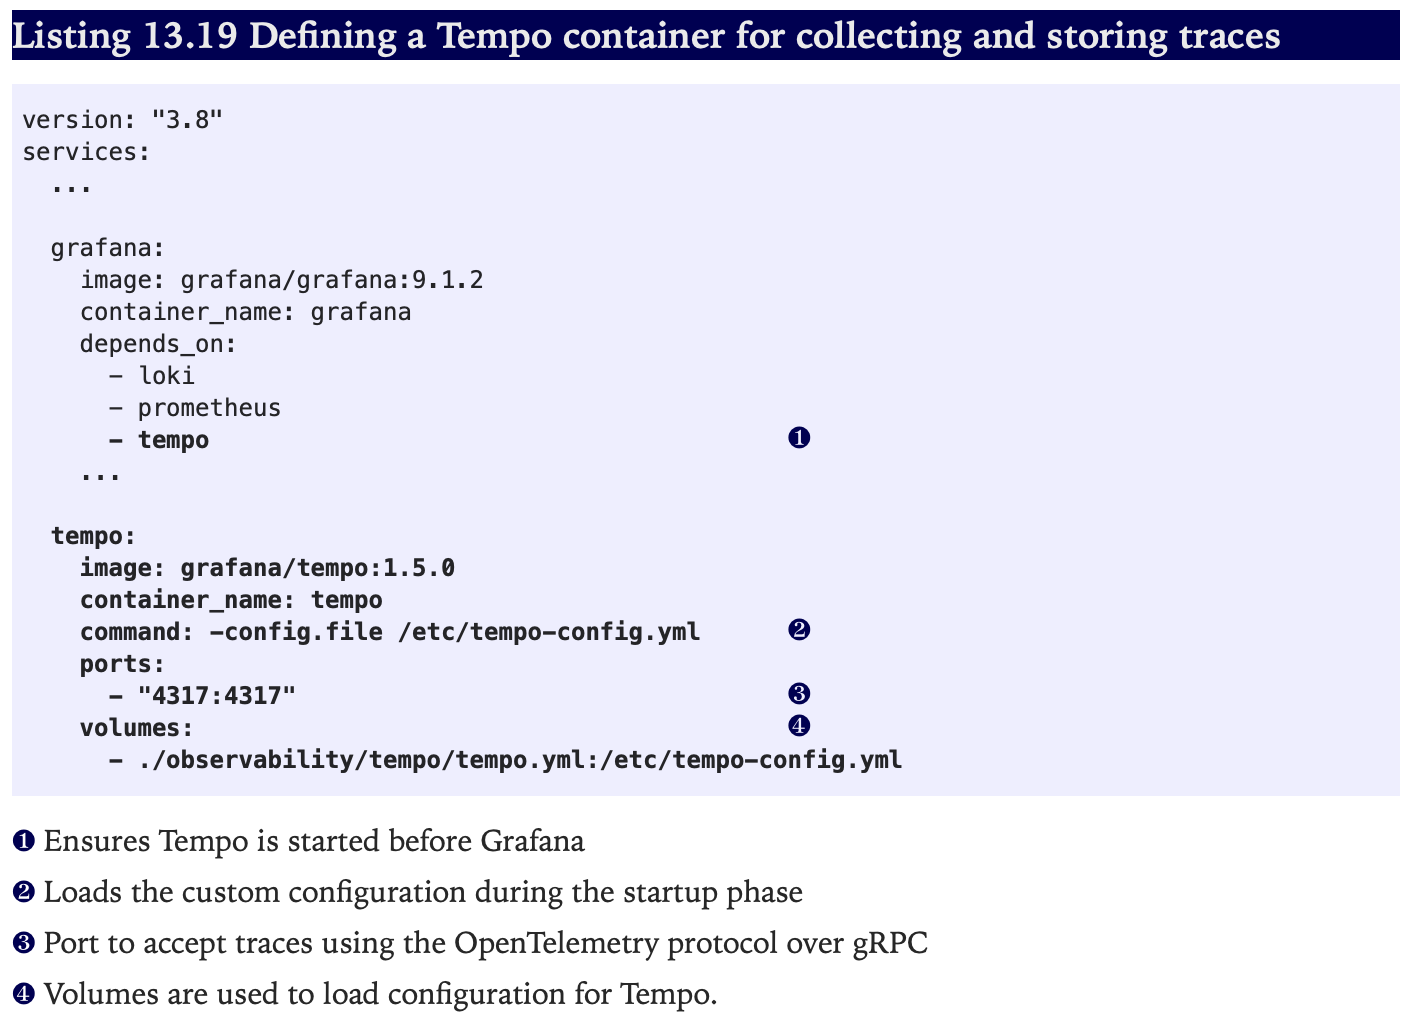 Listing 13.19 Defining a Tempo container for collecting and storing traces
version: "3.8"
services:
  ...
  grafana:
    image: grafana/grafana:9.1.2
    container_name: grafana
    depends_on:
      - loki
      - prometheus
      - tempo ❶
    ...
  tempo:
    image: grafana/tempo:1.5.0
    container_name: tempo
    command: -config.file /etc/tempo-config.yml ❷
    ports:
      - "4317:4317" ❸
    volumes: ❹
      - ./observability/tempo/tempo.yml:/etc/tempo-config.yml
❶ Ensures Tempo is started before Grafana
❷ Loads the custom configuration during the startup phase
❸ Port to accept traces using the OpenTelemetry protocol over gRPC
❹ Volumes are used to load configuration for Tempo.